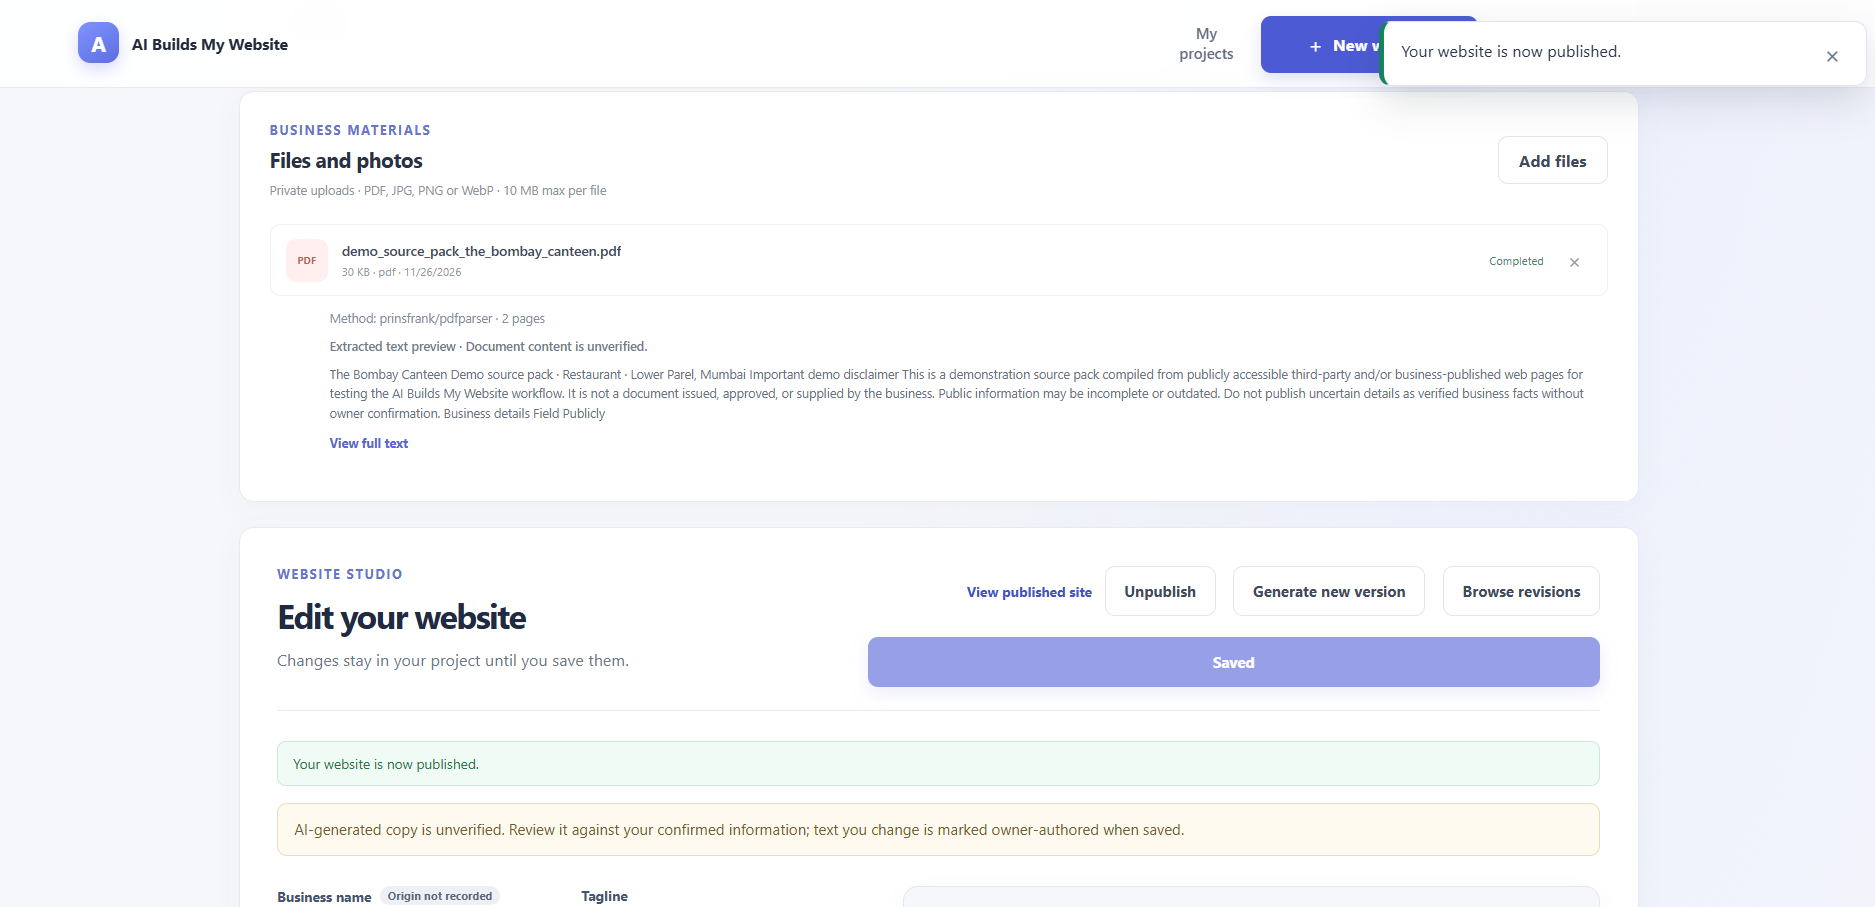 A
AI Builds My Website
My
projects
+ New w
Your website is now published.
×
BUSINESS MATERIALS
Files and photos
Private uploads · PDF, JPG, PNG or WebP · 10 MB max per file
Add files
PDF
demo_source_pack_the_bombay_canteen.pdf
30 KB · pdf · 11/26/2026
Completed
×
Method: prinsfrank/pdfparser · 2 pages
Extracted text preview · Document content is unverified.
The Bombay Canteen Demo source pack · Restaurant · Lower Parel, Mumbai Important demo disclaimer This is a demonstration source pack compiled from publicly accessible third-party and/or business-published web pages for
testing the AI Builds My Website workflow. It is not a document issued, approved, or supplied by the business. Public information may be incomplete or outdated. Do not publish uncertain details as verified business facts without
owner confirmation. Business details Field Publicly
View full text
WEBSITE STUDIO
Edit your website
Changes stay in your project until you save them.
View published site
Unpublish
Generate new version
Browse revisions
Saved
Your website is now published.
AI-generated copy is unverified. Review it against your confirmed information; text you change is marked owner-authored when saved.
Business name
Origin not recorded
Tagline